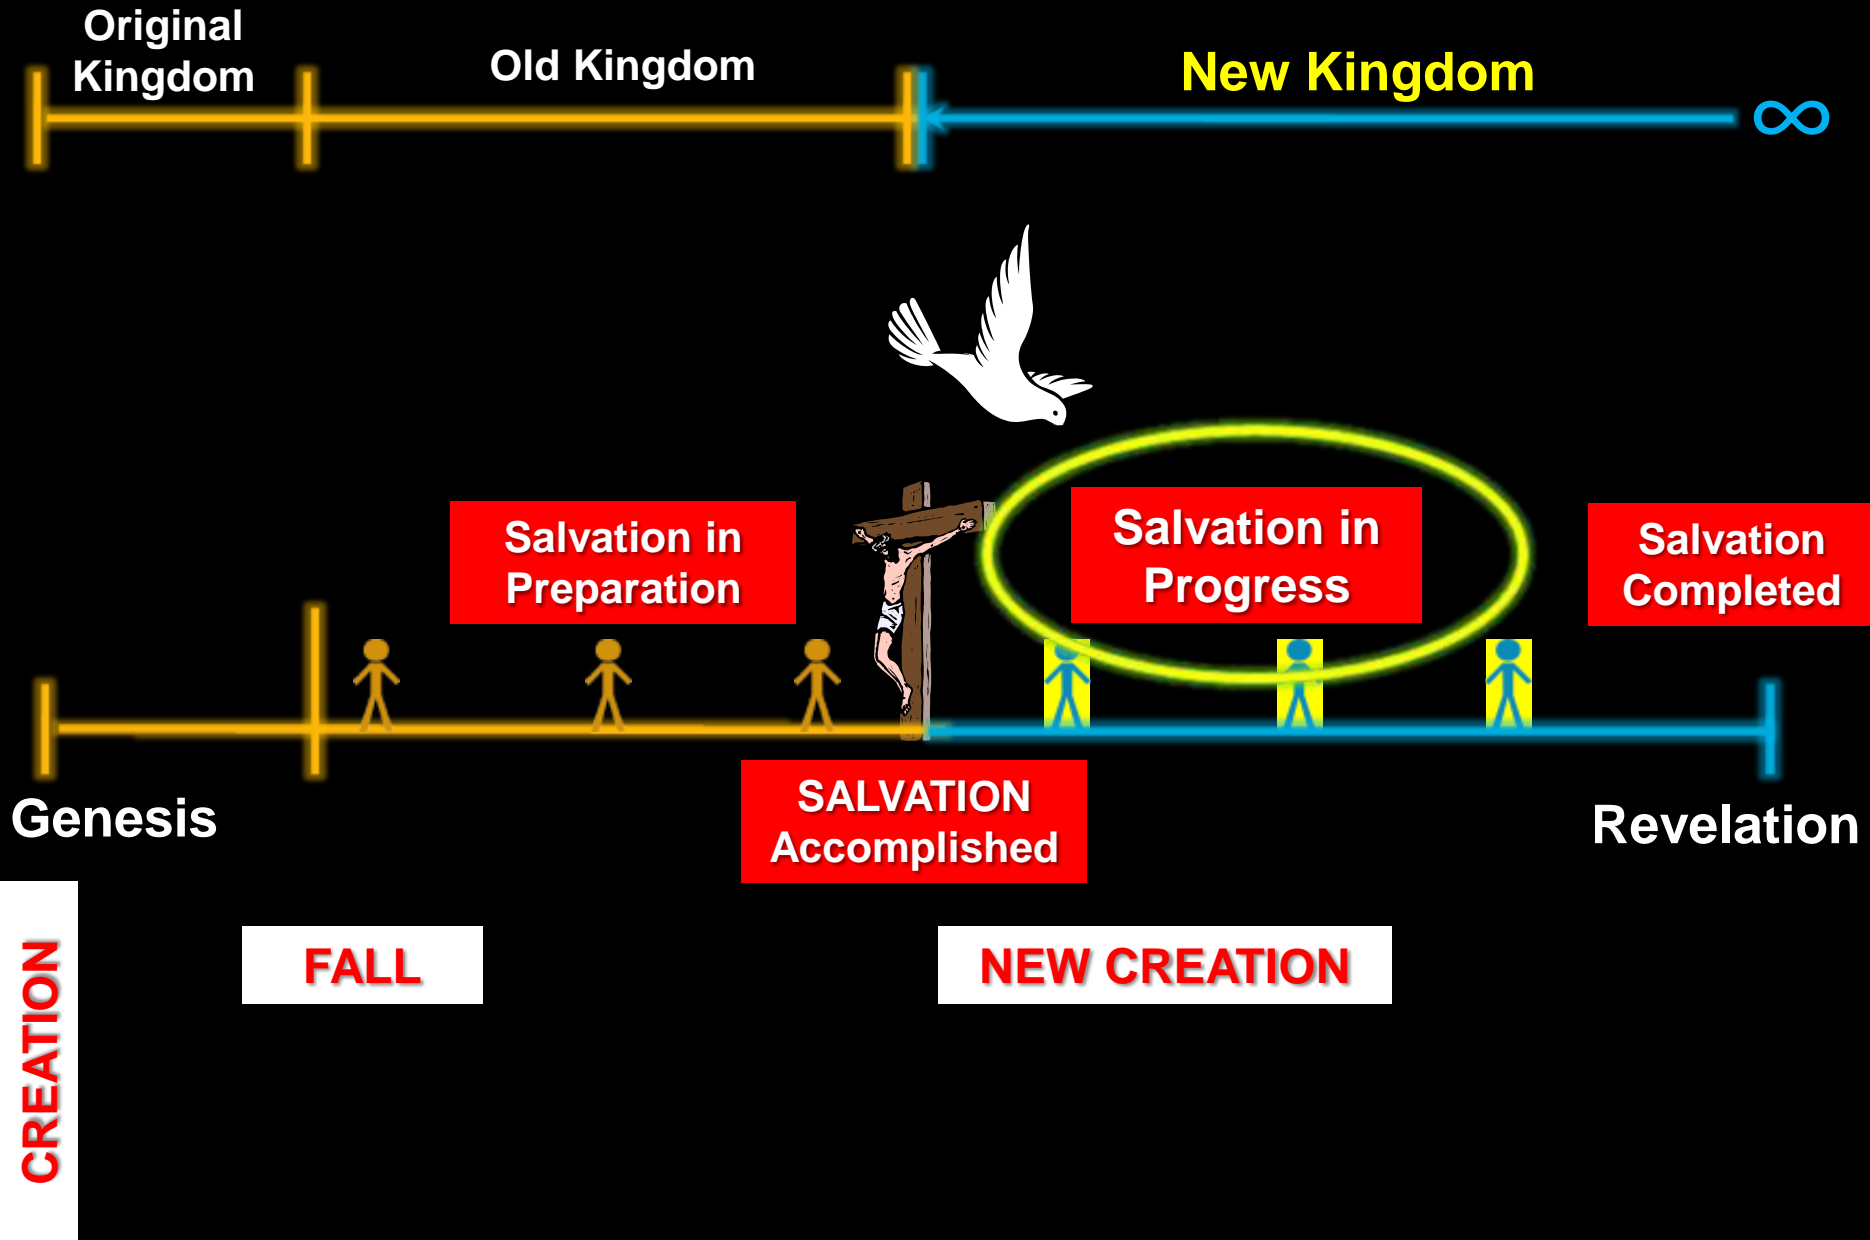 Original
Kingdom
Old Kingdom
New Kingdom
∞
Salvation in
Preparation
Salvation in
Progress
Salvation
Completed
SALVATION
Accomplished
Genesis
Revelation
CREATION
FALL
NEW CREATION